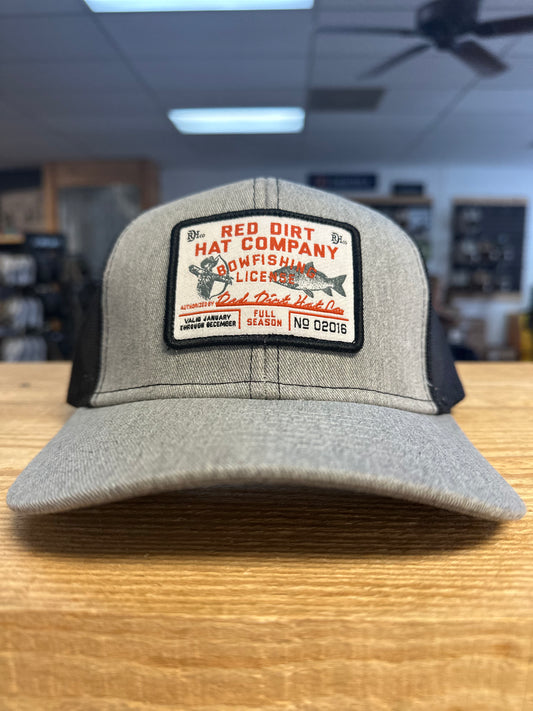 RED DIRT
HAT COMPANY
BOWFISHING
LICENSE
AUTHORIZED BY Red Dirt Hat Co.
VALID JANUARY
THROUGH DECEMBER
FULL
SEASON
No 02016